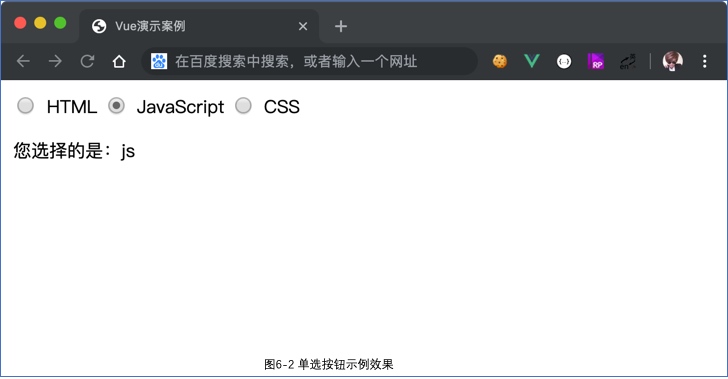 Vue演示案例
在百度搜索中搜索，或者输入一个网址
RP
HTML JavaScript CSS
您选择的是：js
图6-2 单选按钮示例效果